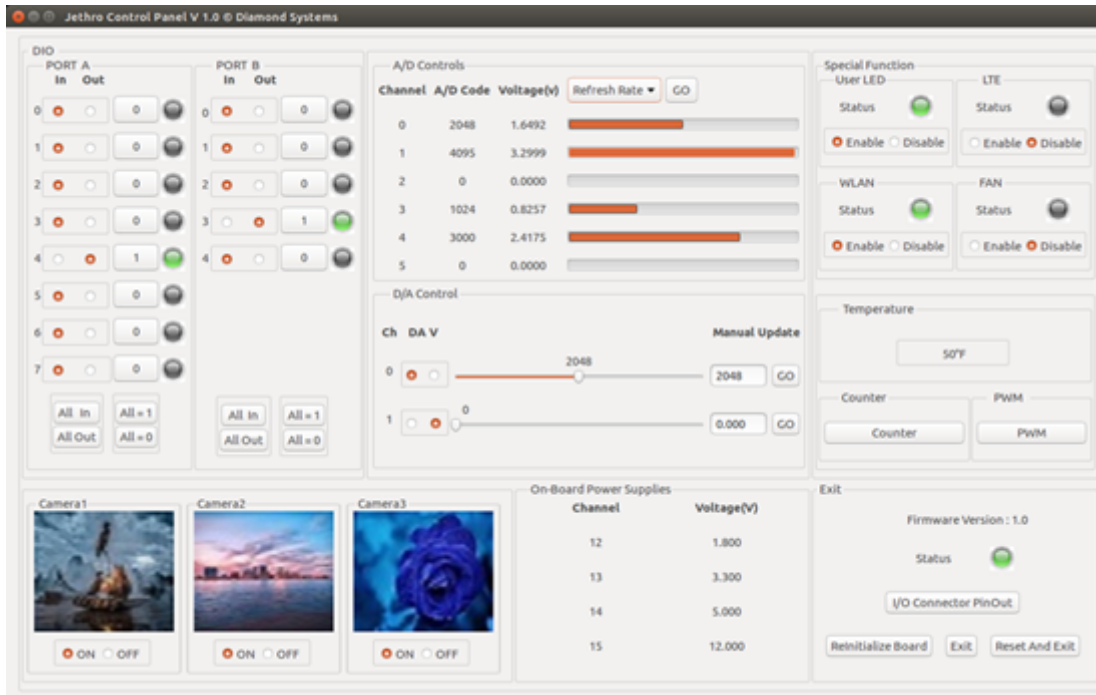 Jethro Control Panel V 1.0 © Diamond Systems
DIO
PORT A
In Out
0 0
1 0
2 0
3 0
4 1
5 0
6 0
7 0
All In All = 1
All Out All = 0
PORT B
In Out
0 0
1 0
2 0
3 1
4 0
All In All = 1
All Out All = 0
A/D Controls
Channel A/D Code Voltage(v) Refresh Rate GO
0 2048 1.6492
1 4095 3.2999
2 0 0.0000
3 1024 0.8257
4 3000 2.4175
5 0 0.0000
D/A Control
Ch DA V Manual Update
2048
0 2048 GO
0
1 0.000 GO
Special Function
User LED
Status
Enable Disable
LTE
Status
Enable Disable
WLAN
Status
Enable Disable
FAN
Status
Enable Disable
Temperature
50°F
Counter
Counter
PWM
PWM
Camera1
ON OFF
Camera2
ON OFF
Camera3
ON OFF
On-Board Power Supplies
Channel Voltage(V)
12 1.800
13 3.300
14 5.000
15 12.000
Exit
Firmware Version : 1.0
Status
I/O Connector PinOut
ReInitialize Board Exit Reset And Exit